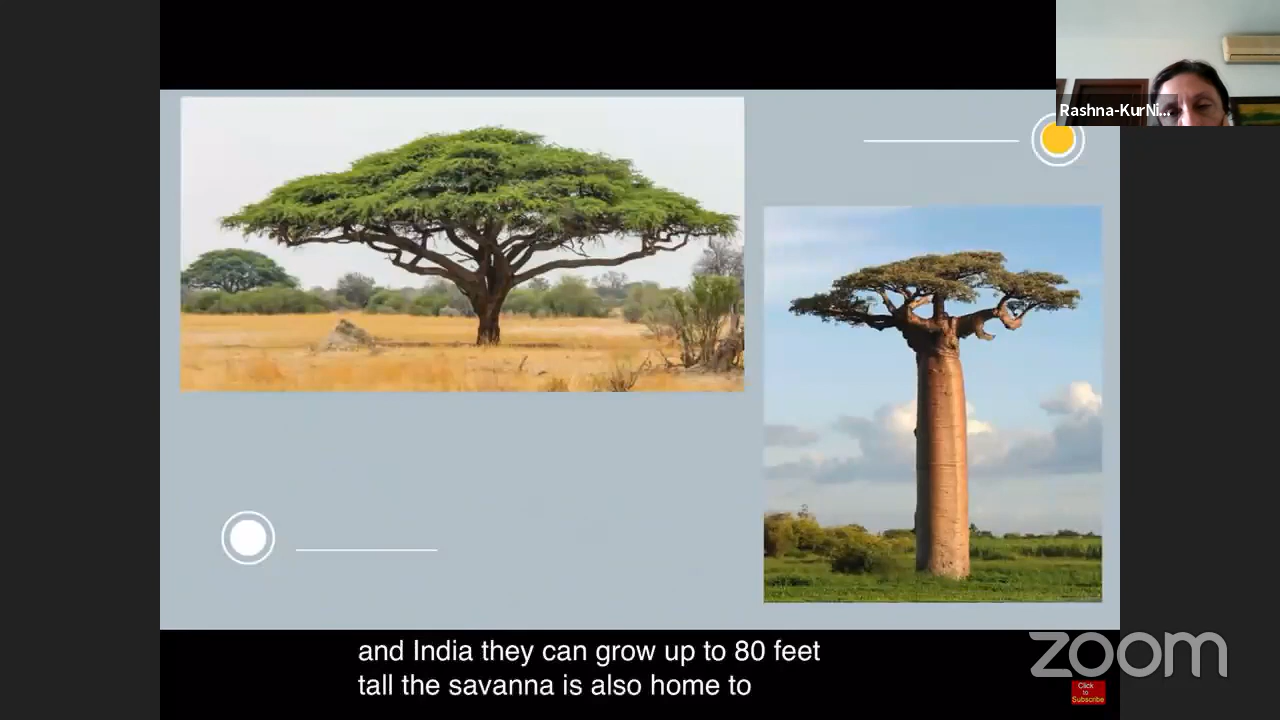 Rashna-KurNi...
and India they can grow up to 80 feet
tall the savanna is also home to
zoom
Click
to
Subscribe